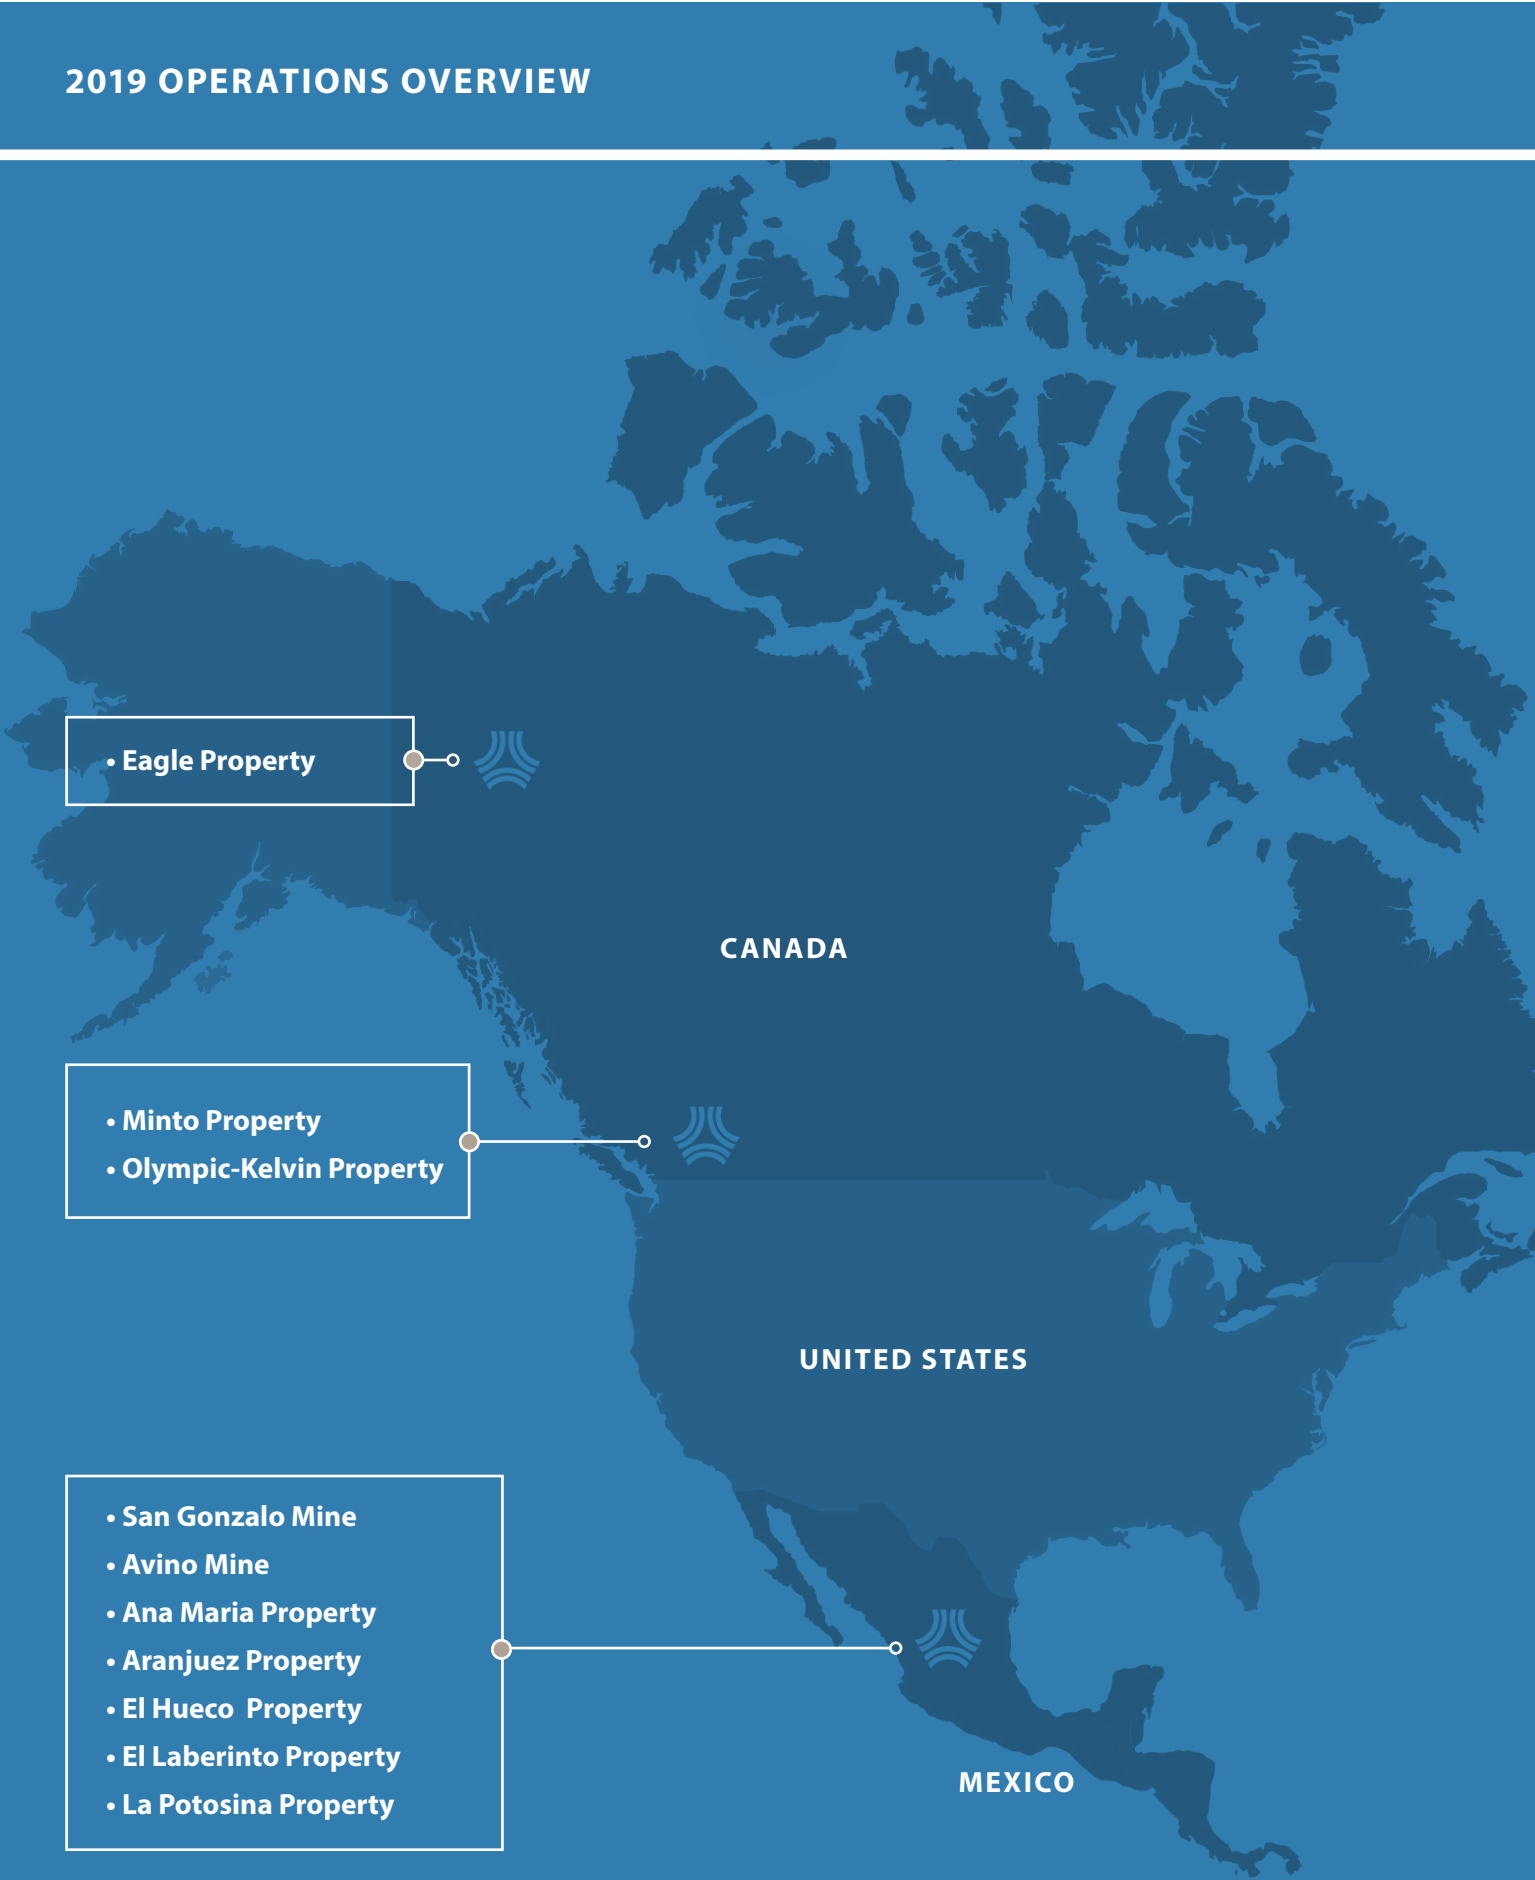 2019 OPERATIONS OVERVIEW
• Eagle Property
CANADA
• Minto Property
• Olympic-Kelvin Property
UNITED STATES
• San Gonzalo Mine
• Avino Mine
• Ana Maria Property
• Aranjuez Property
• El Hueco  Property
• El Laberinto Property
• La Potosina Property
MEXICO